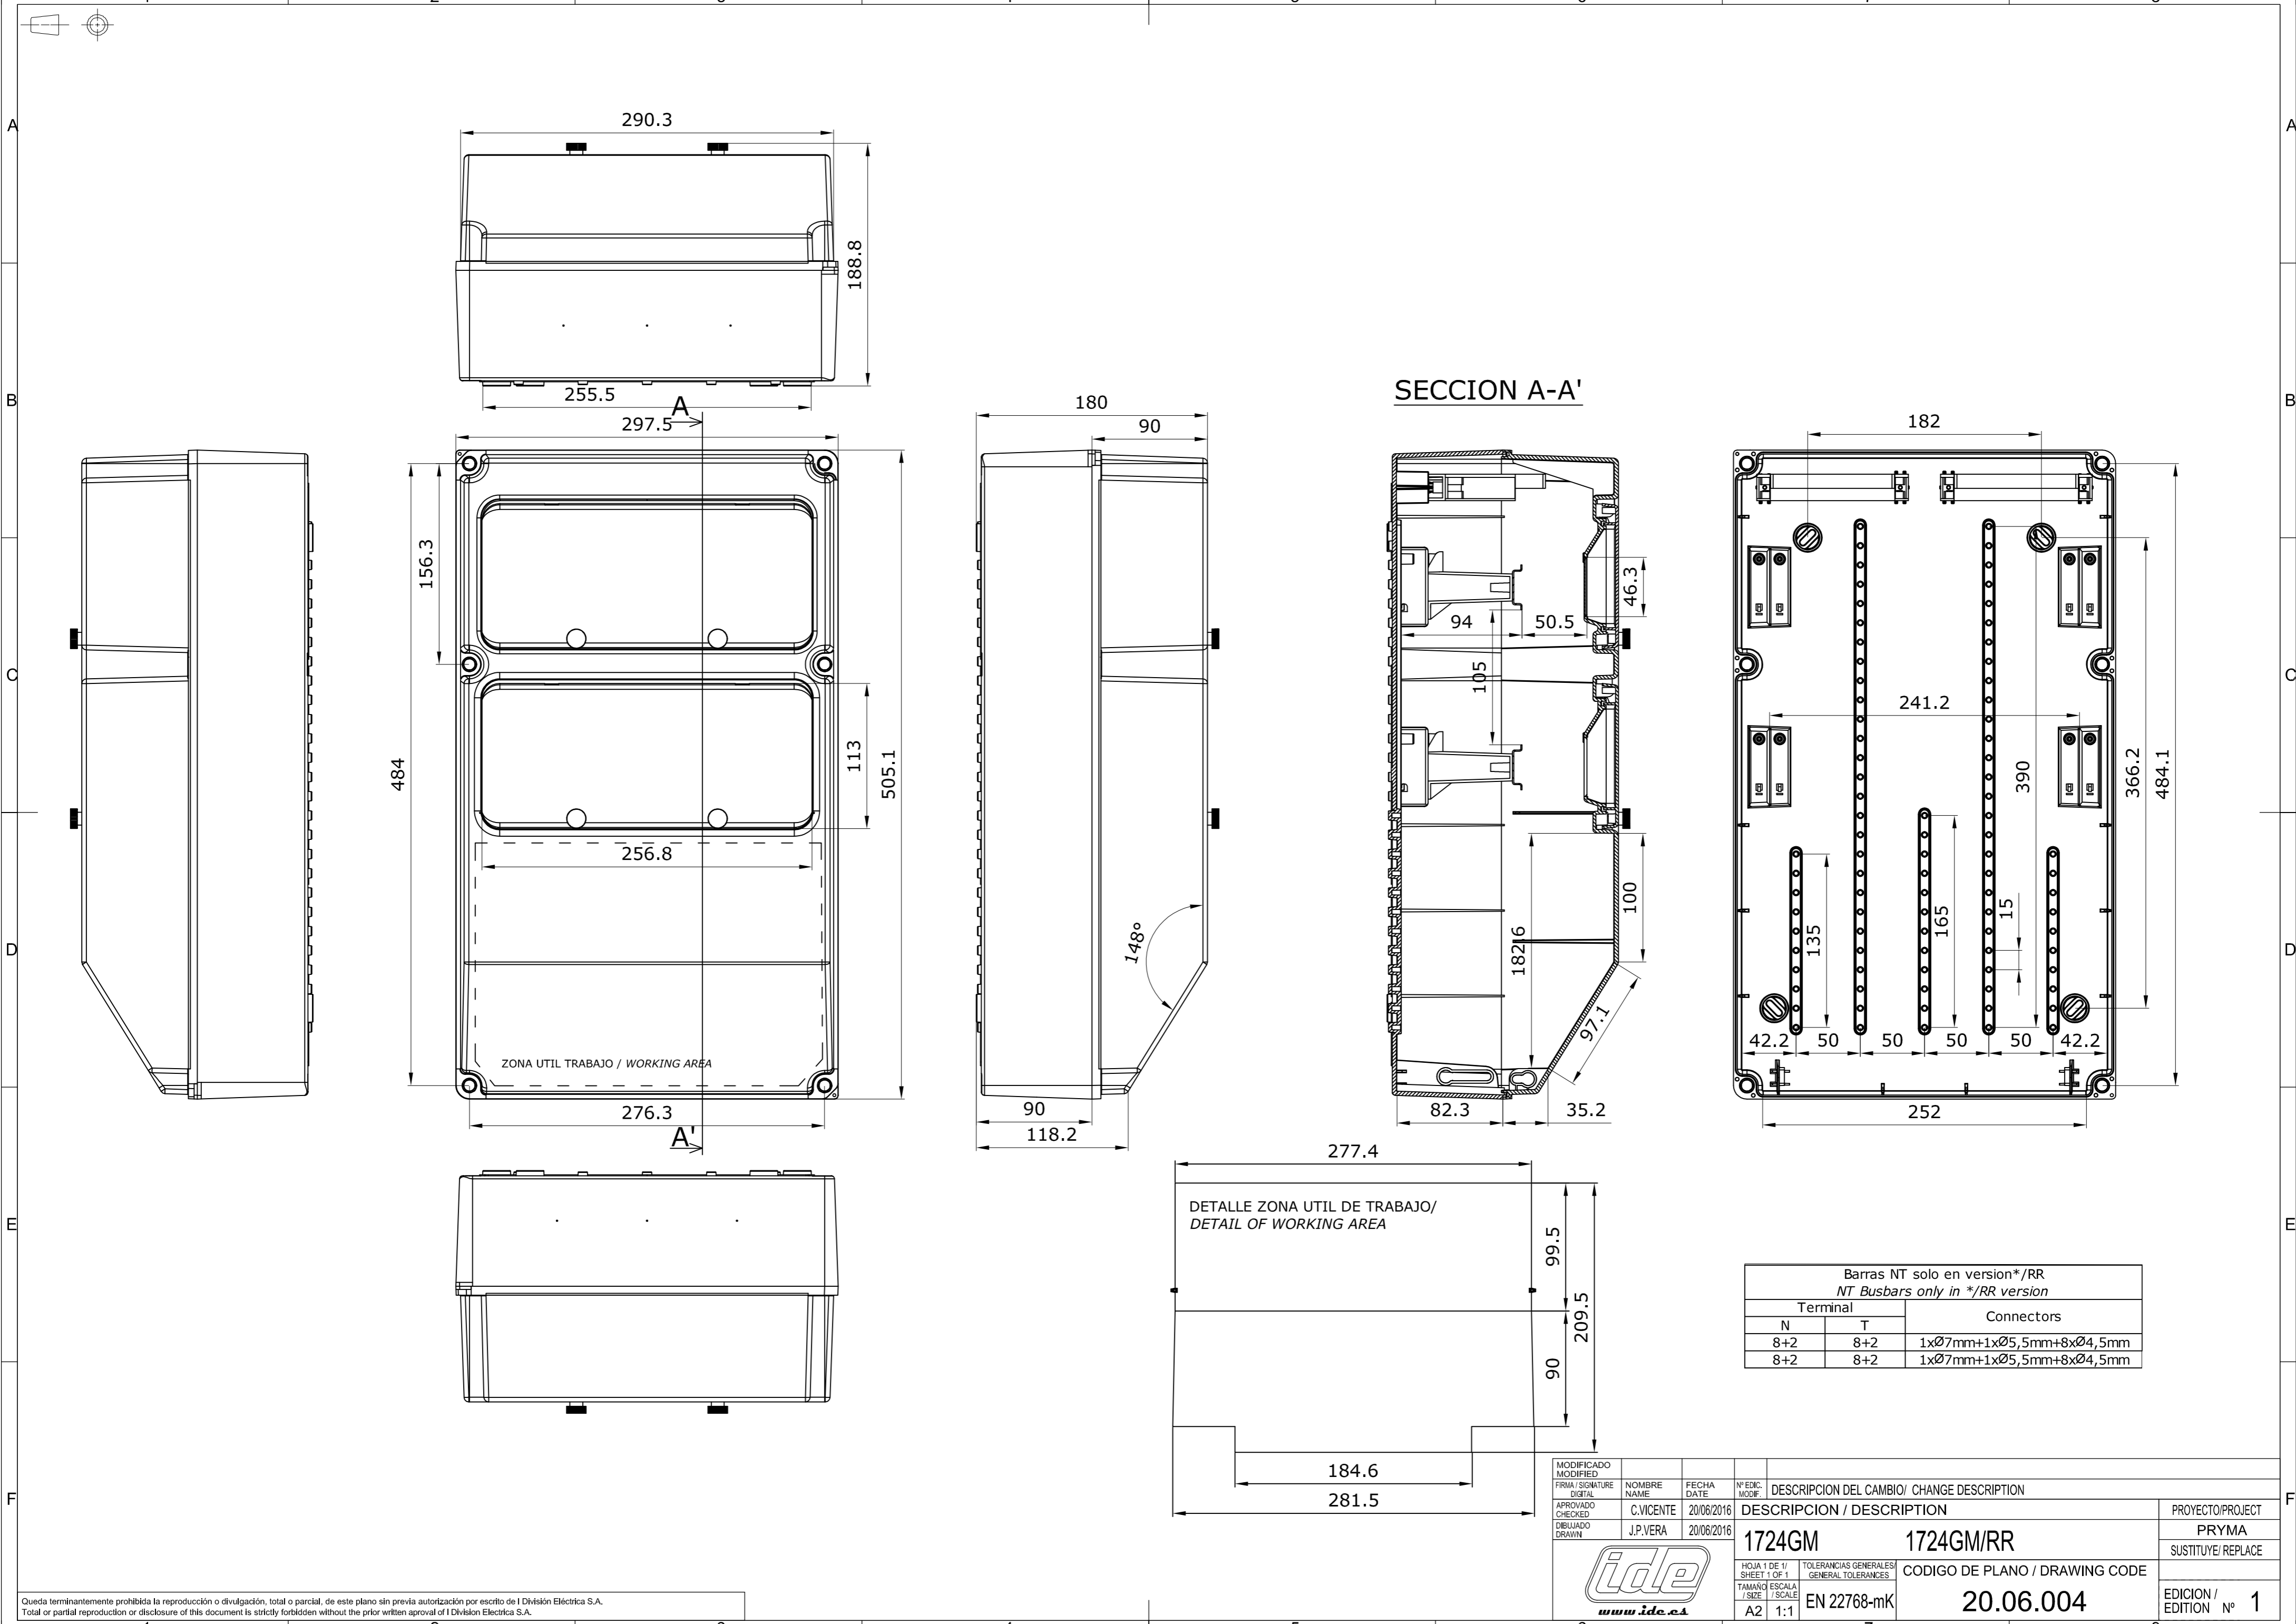 A
A
290.3
188.8
255.5
A
297.5
B
B
180
90
SECCION A-A'
182
156.3
484
113
505.1
256.8
148º
46.3
94
50.5
105
182.6
100
97.1
241.2
390
366.2
484.1
135
165
15
C
C
D
D
42.2
50
50
50
50
42.2
ZONA UTIL TRABAJO / WORKING AREA
276.3
A'
90
118.2
82.3
35.2
252
277.4
DETALLE ZONA UTIL DE TRABAJO/
DETAIL OF WORKING AREA
99.5
209.5
90
184.6
281.5
E
E
Barras NT solo en version*/RR
NT Busbars only in */RR version
Terminal
Connectors
N T
8+2 8+2 1xØ7mm+1xØ5,5mm+8xØ4,5mm
8+2 8+2 1xØ7mm+1xØ5,5mm+8xØ4,5mm
F
F
MODIFICADO
MODIFIED
FIRMA / SIGNATURE
DIGITAL
NOMBRE
NAME
FECHA
DATE
Nº EDIC.
MODIF.
DESCRIPCION DEL CAMBIO/ CHANGE DESCRIPTION
APROVADO
CHECKED
C.VICENTE 20/06/2016
DESCRIPCION / DESCRIPTION
PROYECTO/PROJECT
DIBUJADO
DRAWN
J.P.VERA 20/06/2016
1724GM 1724GM/RR
PRYMA
SUSTITUYE/ REPLACE
ide
www.ide.es
HOJA 1 DE 1/
SHEET 1 OF 1
TOLERANCIAS GENERALES/
GENERAL TOLERANCES
CODIGO DE PLANO / DRAWING CODE
TAMAÑO
/ SIZE
ESCALA
/ SCALE
A2 1:1
EN 22768-mK
20.06.004
EDICION /
EDITION Nº 1
Queda terminantemente prohibida la reproducción o divulgación, total o parcial, de este plano sin previa autorización por escrito de I División Eléctrica S.A.
Total or partial reproduction or disclosure of this document is strictly forbidden without the prior written aproval of I Division Electrica S.A.